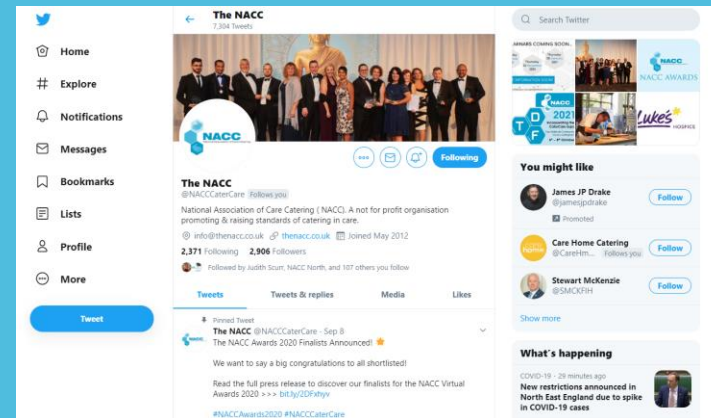 The NACC
7,304 Tweets
Search Twitter
Home
Explore
Notifications
Messages
Bookmarks
Lists
Profile
More
Tweet
NACC
Following
The NACC
@NACCCaterCare Follows you
National Association of Care Catering ( NACC). A not for profit organisation
promoting & raising standards of catering in care.
info@thenacc.co.uk thenacc.co.uk Joined May 2012
2,371 Following 2,906 Followers
Followed by Judith Scurr, NACC North, and 107 others you follow
Tweets Tweets & replies Media Likes
Pinned Tweet
The NACC @NACCCaterCare · Sep 8
The NACC Awards 2020 Finalists Announced!
We want to say a big congratulations to all shortlisted!
Read the full press release to discover our finalists for the NACC Virtual
Awards 2020 >>> bit.ly/2DFxhyv
#NACCAwards2020 #NACCCaterCare
NACC
NACC AWARDS
NACC
TDF
2021
Lukes
HOSPICE
You might like
James JP Drake
@jamesjpdrake
Promoted
Follow
Care Home Catering
@CareHm... Follows you
Follow
Stewart McKenzie
@SMCKFIH
Follow
Show more
What's happening
COVID-19 · 29 minutes ago
New restrictions announced in
North East England due to spike
in COVID-19 cases